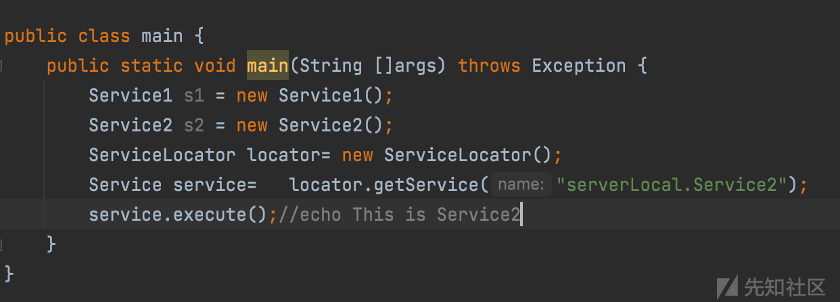 public class main {
public static void main(String []args) throws Exception {
Service1 s1 = new Service1();
Service2 s2 = new Service2();
ServiceLocator locator= new ServiceLocator();
Service service=   locator.getService( name: "serverLocal.Service2");
service.execute();//echo This is Service2
}
}
先知社区